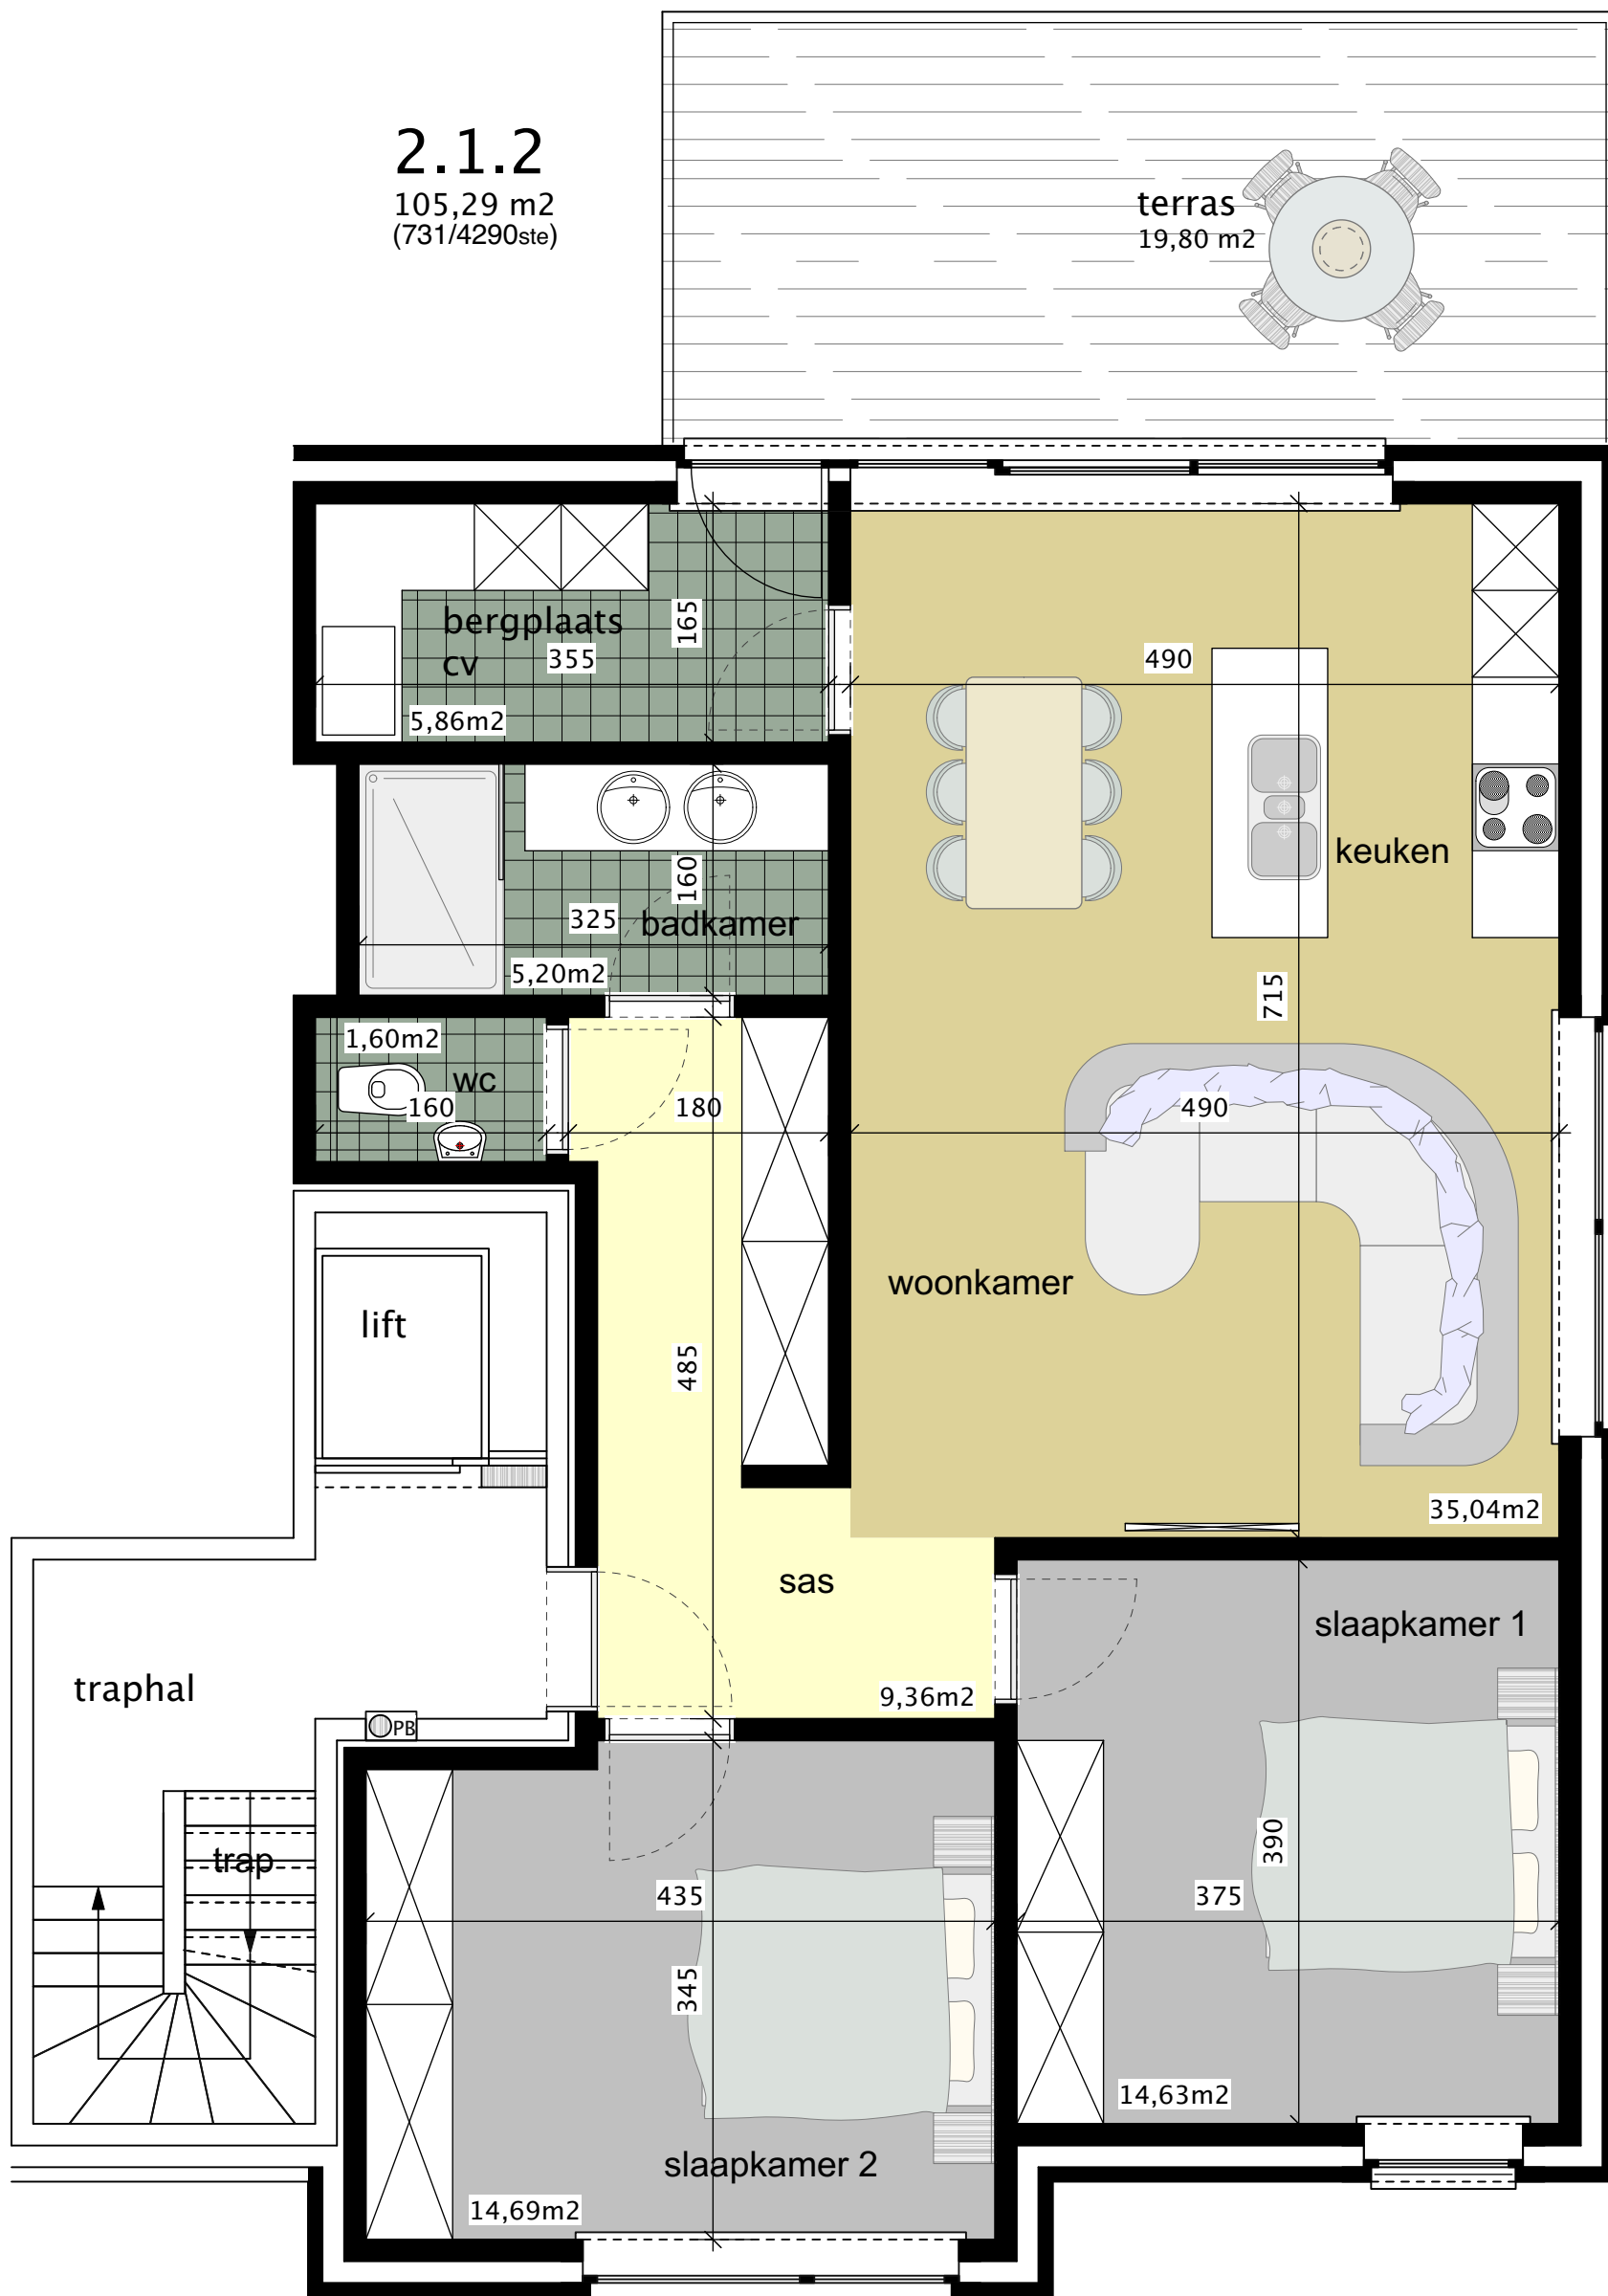 2.1.2
105,29 m2
(731/4290ste)
terras
19,80 m2
bergplaats
cv
355
165
5,86m2
490
keuken
160
325
badkamer
5,20m2
715
1,60m2
wc
160
180
490
woonkamer
lift
485
35,04m2
sas
slaapkamer 1
traphal
9,36m2
PB
trap
435
390
375
345
14,63m2
slaapkamer 2
14,69m2